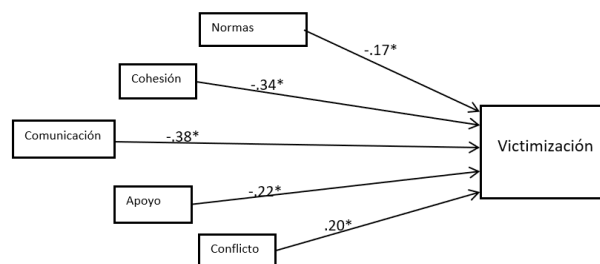 Normas
-.17*
Cohesión
-.34*
Comunicación
-.38*
Victimización
Apoyo
-.22*
Conflicto
.20*